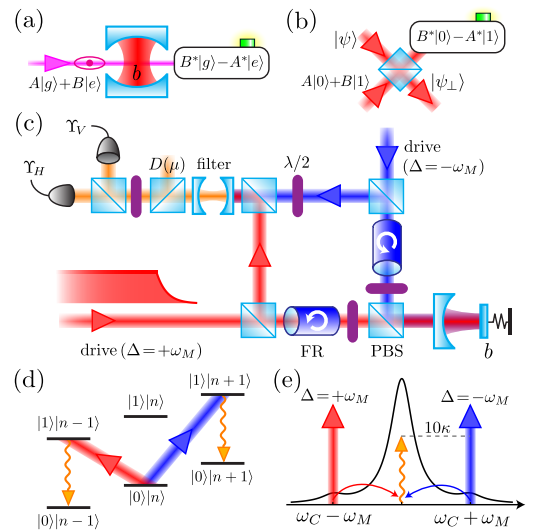 (a)
A|g⟩+B|e⟩
b
B*|g⟩−A*|e⟩
(b)
|ψ⟩
A|0⟩+B|1⟩
B*|0⟩−A*|1⟩
|ψ⊥⟩
(c)
ϒV
ϒH
D(μ)
filter
λ/2
drive
(Δ=−ωM)
drive (Δ=+ωM)
FR
PBS
b
(d)
|1⟩|n−1⟩
|1⟩|n⟩
|1⟩|n+1⟩
|0⟩|n−1⟩
|0⟩|n⟩
|0⟩|n+1⟩
(e)
Δ=+ωM
Δ=−ωM
10κ
ωC−ωM
ωC+ωM